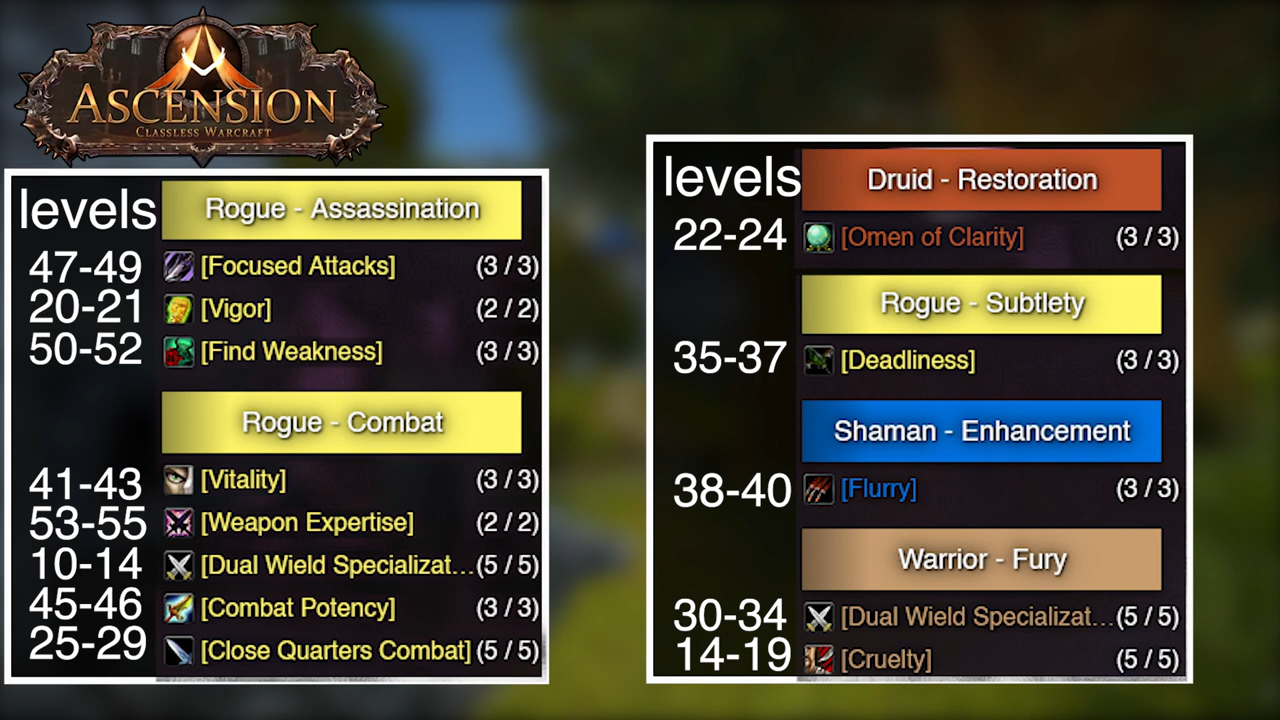 ASCENSION
CLASSLESS WARCRAFT
levels Rogue - Assassination
47-49 [Focused Attacks] (3 / 3)
20-21 [Vigor] (2 / 2)
50-52 [Find Weakness] (3 / 3)
Rogue - Combat
41-43 [Vitality] (3 / 3)
53-55 [Weapon Expertise] (2 / 2)
10-14 [Dual Wield Specializat... (5 / 5)
45-46 [Combat Potency] (3 / 3)
25-29 [Close Quarters Combat] (5 / 5)
levels Druid - Restoration
22-24 [Omen of Clarity] (3 / 3)
Rogue - Subtlety
35-37 [Deadliness] (3 / 3)
Shaman - Enhancement
38-40 [Flurry] (3 / 3)
Warrior - Fury
30-34 [Dual Wield Specializat... (5 / 5)
14-19 [Cruelty] (5 / 5)